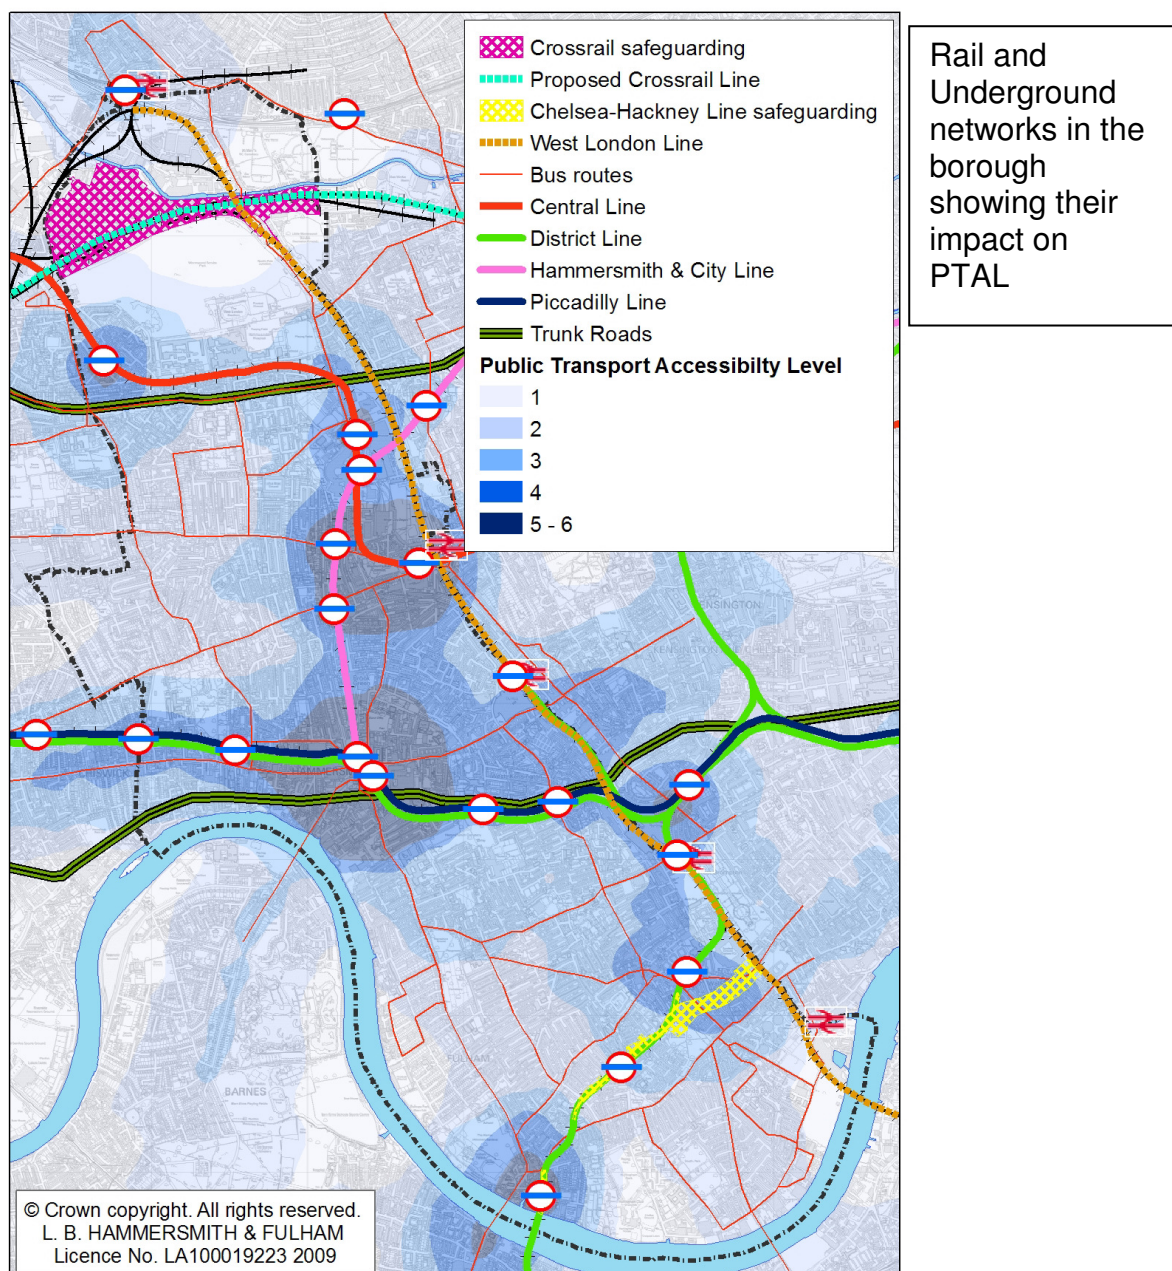 Crossrail safeguarding
Proposed Crossrail Line
Chelsea-Hackney Line safeguarding
West London Line
Bus routes
Central Line
District Line
Hammersmith & City Line
Piccadilly Line
Trunk Roads
Public Transport Accessibilty Level
1
2
3
4
5 - 6
Rail and
Underground
networks in the
borough
showing their
impact on
PTAL
KENSINGTON
CHISWICK
FULHAM
BARNES
© Crown copyright. All rights reserved.
L. B. HAMMERSMITH & FULHAM
Licence No. LA100019223 2009